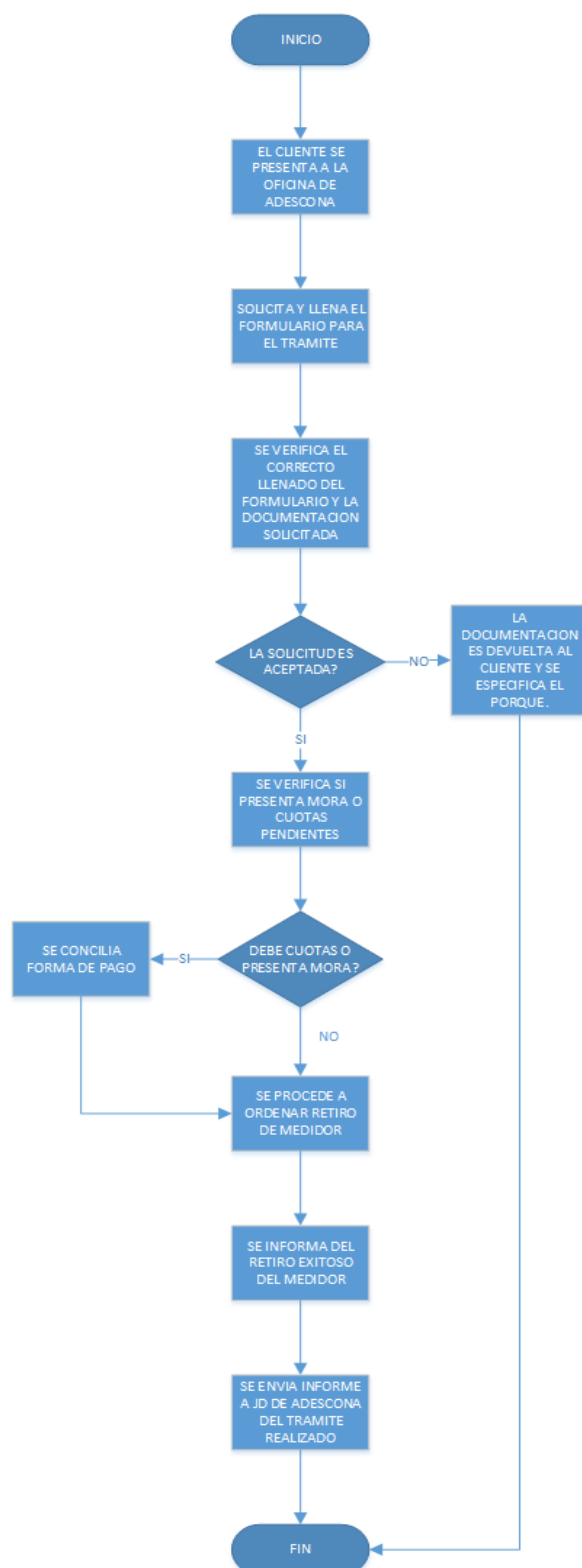 INICIO
EL CLIENTE SE
PRESENTA A LA
OFICINA DE
ADESCONA
SOLICITA Y LLENA EL
FORMULARIO PARA
EL TRAMITE
SE VERIFICA EL
CORRECTO
LLENADO DEL
FORMULARIO Y LA
DOCUMENTACION
SOLICITADA
LA SOLICITUD ES
ACEPTADA?
NO
LA
DOCUMENTACION
ES DEVUELTA AL
CLIENTE Y SE
ESPECIFICA EL
PORQUE.
SI
SE VERIFICA SI
PRESENTA MORA O
CUOTAS
PENDIENTES
DEBE CUOTAS O
PRESENTA MORA?
SI
SE CONCILIA
FORMA DE PAGO
NO
SE PROCEDE A
ORDENAR RETIRO
DE MEDIDOR
SE INFORMA DEL
RETIRO EXITOSO
DEL MEDIDOR
SE ENVIA INFORME
A JD DE ADESCONA
DEL TRAMITE
REALIZADO
FIN